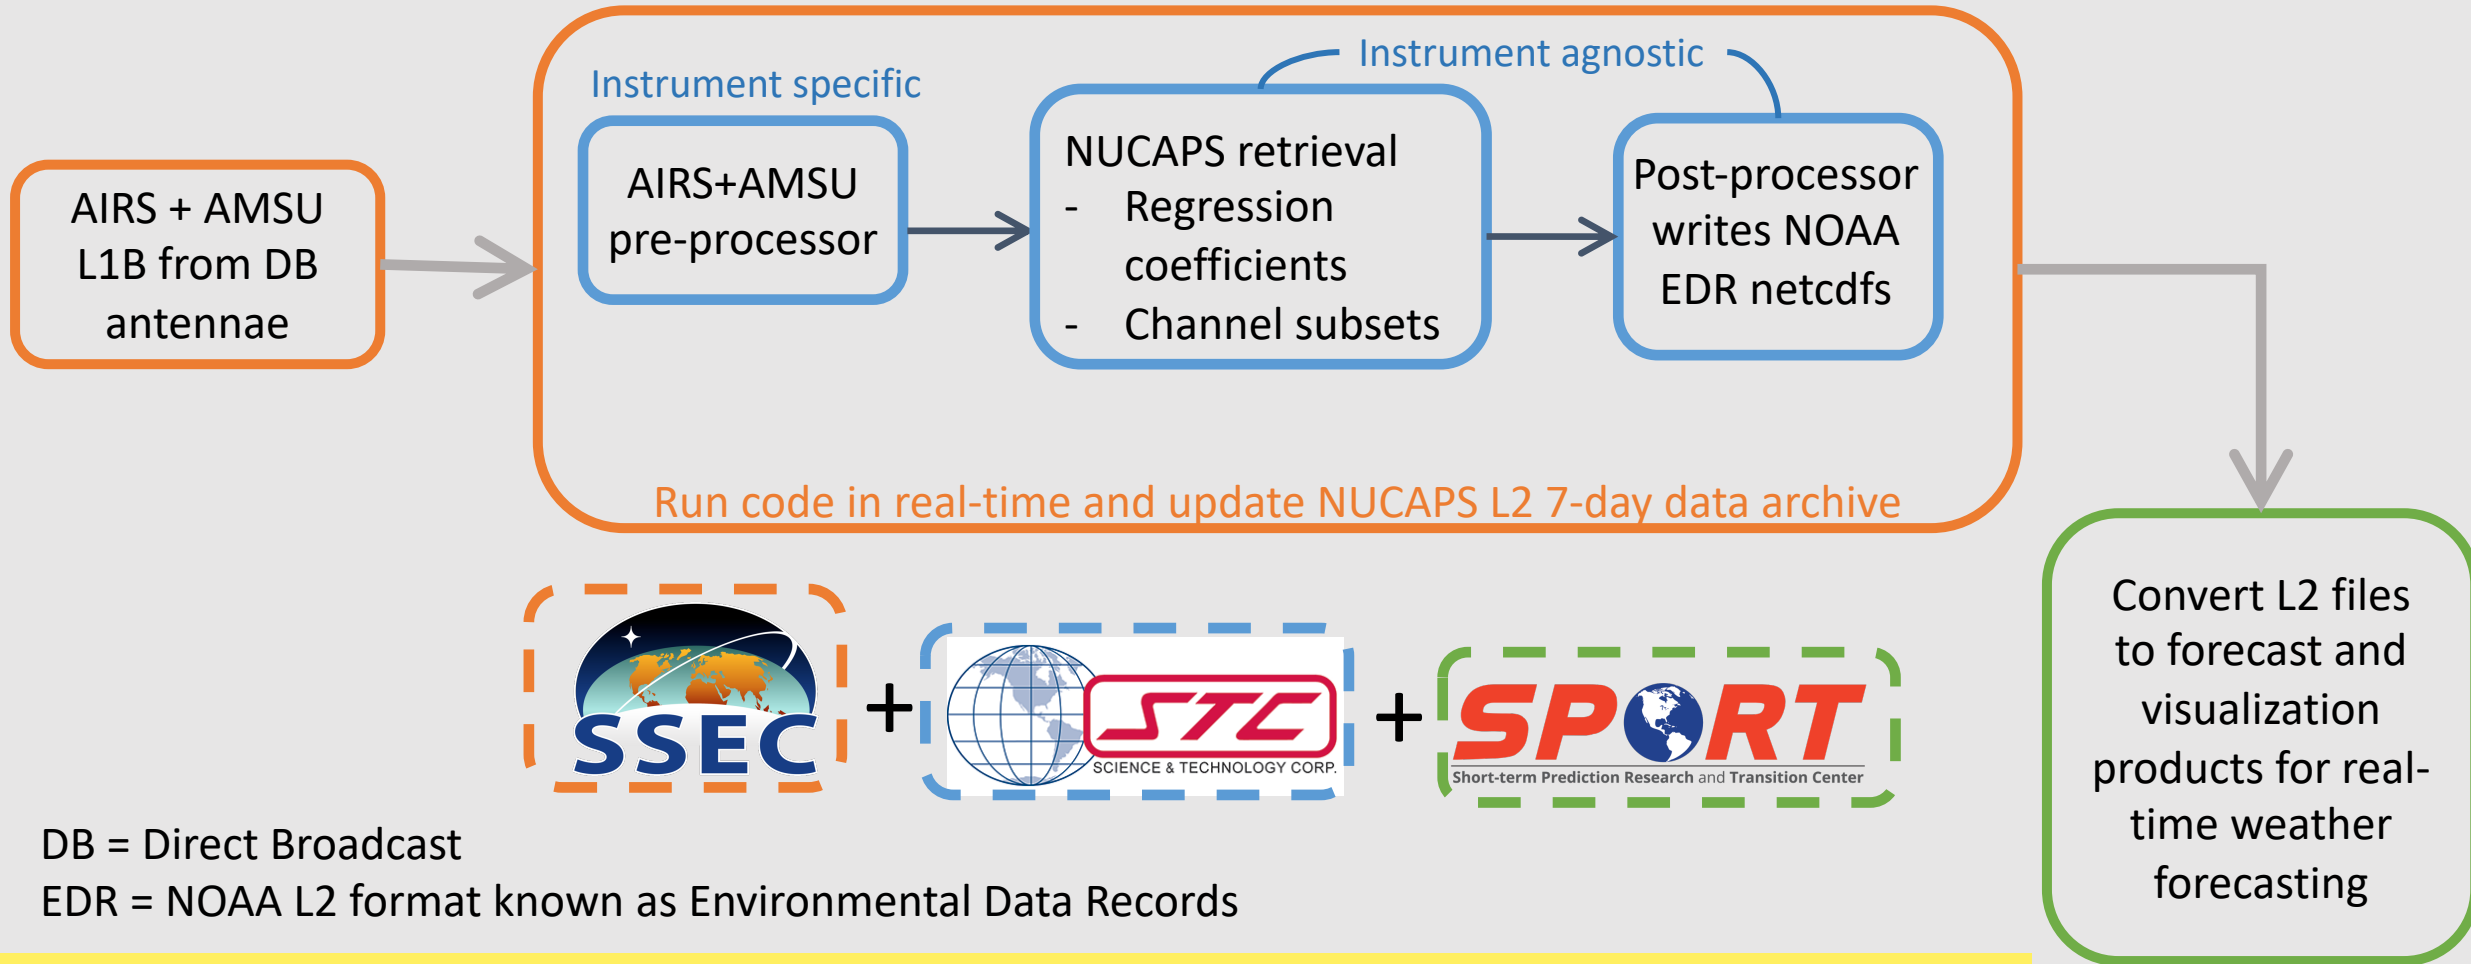 Instrument agnostic
Instrument specific
AIRS + AMSU
L1B from DB
antennae
AIRS+AMSU
pre-processor
NUCAPS retrieval
- Regression
coefficients
- Channel subsets
Post-processor
writes NOAA
EDR netcdfs
Run code in real-time and update NUCAPS L2 7-day data archive
SSEC
+
STC
SCIENCE & TECHNOLOGY CORP.
+
SPORT
Short-term Prediction Research and Transition Center
Convert L2 files
to forecast and
visualization
products for real-
time weather
forecasting
DB = Direct Broadcast
EDR = NOAA L2 format known as Environmental Data Records